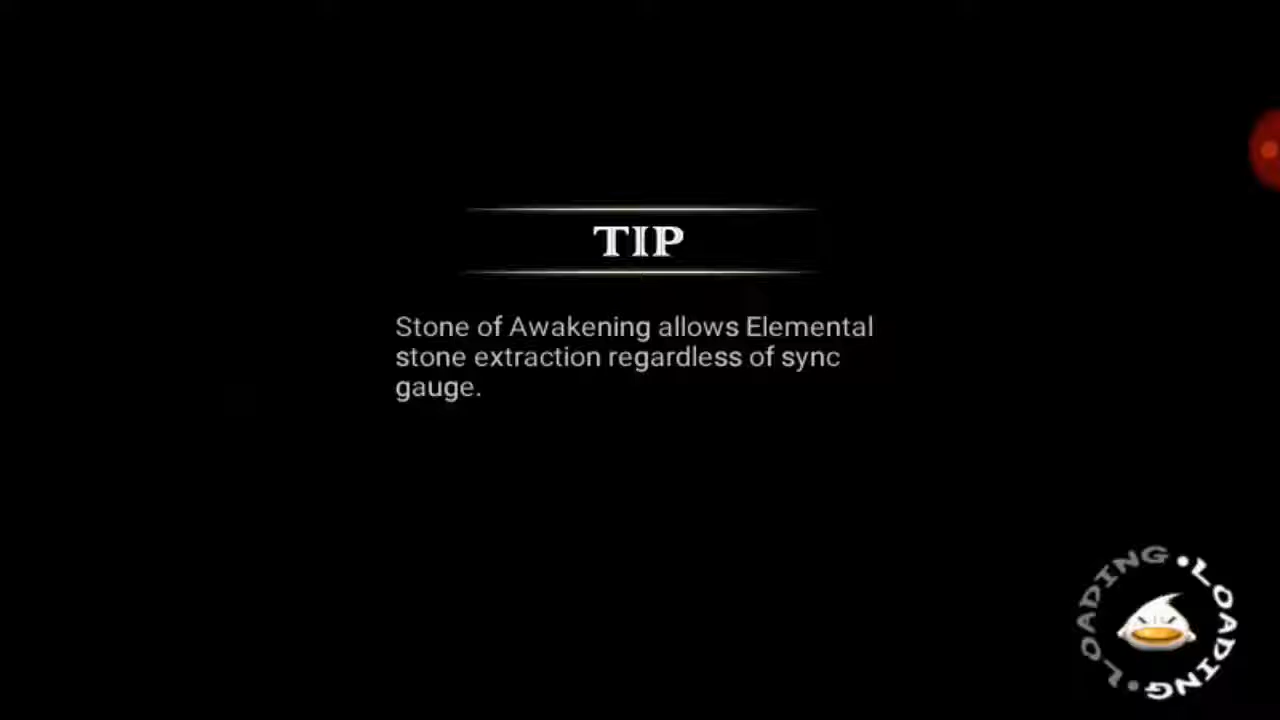 TIP
Stone of Awakening allows Elemental
stone extraction regardless of sync
gauge.
LOADING•LOADING•